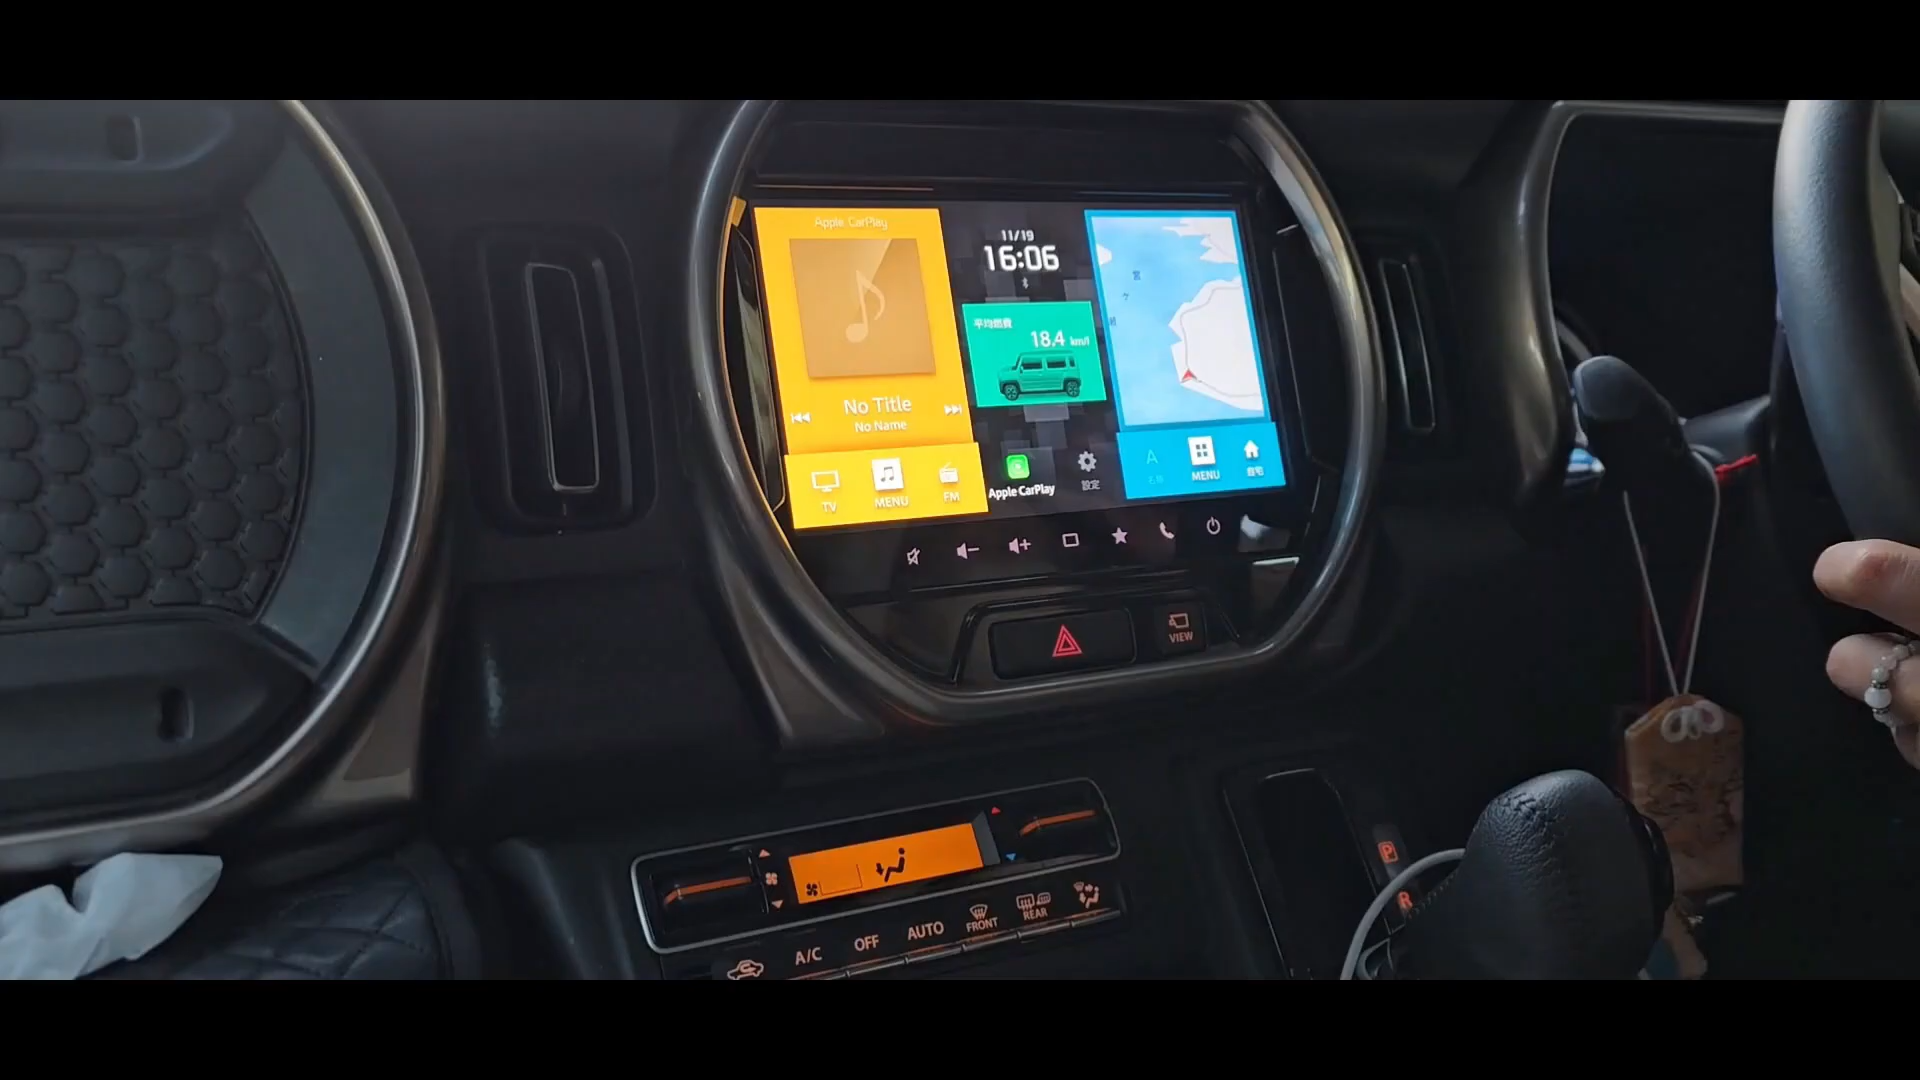 Apple CarPlay
No Title
No Name
TV
MENU
FM
11/19
16:06
平均燃費
18.4 km/l
Apple CarPlay
設定
MENU
自宅
VIEW
A/C
OFF
AUTO
FRONT
REAR
P
R